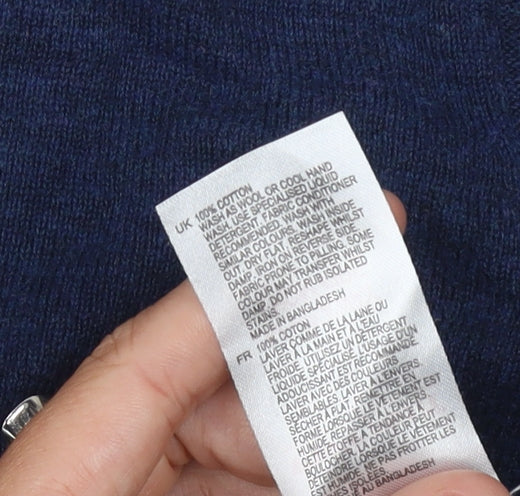 UK 100% COTTON
WASH AS WOOL OR COOL HAND
WASH. USE SPECIALISED LIQUID
DETERGENT. FABRIC CONDITIONER
RECOMMENDED. WASH WITH
SIMILAR COLOURS. WASH INSIDE
OUT. DRY FLAT. RESHAPE WHILST
DAMP. IRON ON REVERSE SIDE.
FABRIC PRONE TO PILLING. SOME
COLOUR MAY TRANSFER WHILST
DAMP. DO NOT RUB ISOLATED
STAINS.
MADE IN BANGLADESH
FR 100% COTON
LAVER COMME DE LA LAINE OU
LAVER À LA MAIN ET À L'EAU
FROIDE. UTILISEZ UN DÉTERGENT
LIQUIDE SPÉCIALISÉ. L'USAGE D'UN
ADOUCISSANT EST RECOMMANDÉ.
LAVER AVEC DES COULEURS
SEMBLABLES. LAVER À L'ENVERS.
SÉCHER À PLAT. REMETTRE EN
FORME LORSQUE LE VÊTEMENT EST
HUMIDE. REPASSER À L'ENVERS.
CETTE ÉTOFFE A TENDANCE À
BOULOCHER. LA COULEUR PEUT
DÉTEINDRE LORSQUE LE VÊTEMENT
EST HUMIDE. NE PAS FROTTER LES
ISOLÉES.
AU BANGLADESH